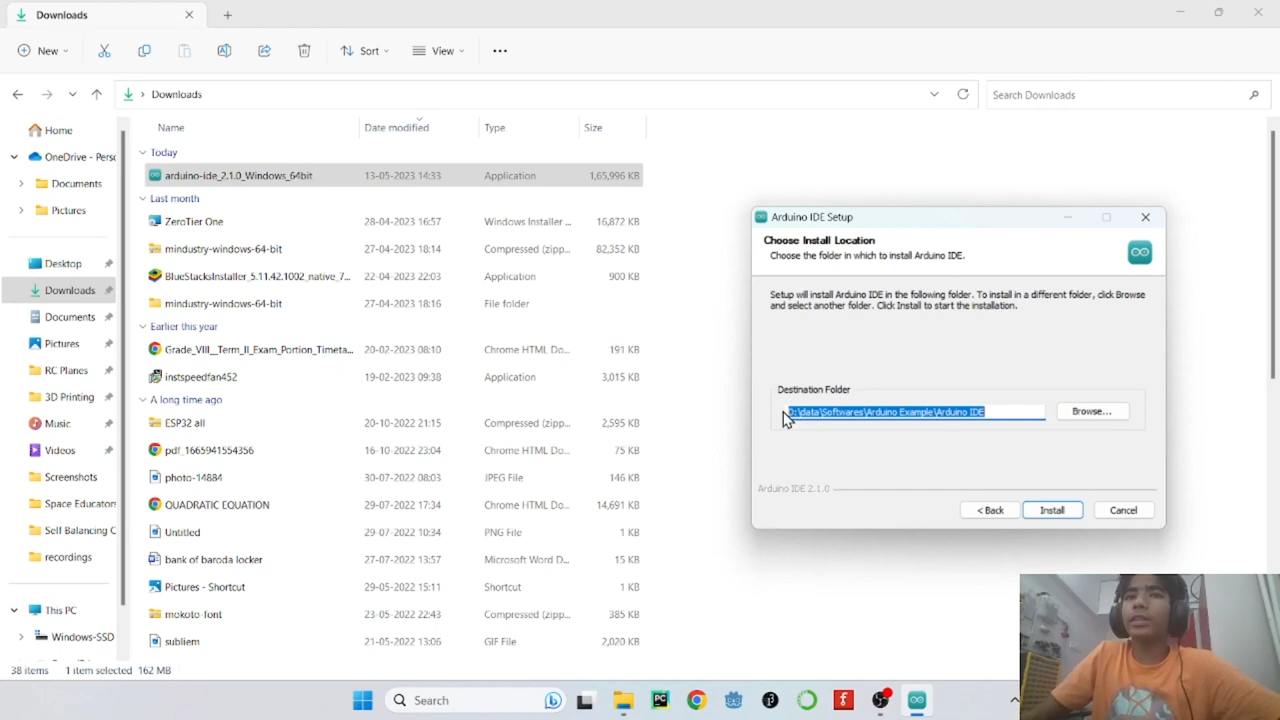 Downloads
New
Sort
View
Downloads
Search Downloads
Home
OneDrive - Persc
Documents
Pictures
Desktop
Downloads
Documents
Pictures
RC Planes
3D Printing
Music
Videos
Screenshots
Space Educators
Self Balancing C
recordings
This PC
Windows-SSD
Name Date modified Type Size
Today
arduino-ide_2.1.0_Windows_64bit 13-05-2023 14:33 Application 1,65,996 KB
Last month
ZeroTier One 28-04-2023 16:57 Windows Installer ... 16,872 KB
mindustry-windows-64-bit 27-04-2023 18:14 Compressed (zipp... 82,352 KB
BlueStacksInstaller_5.11.42.1002_native_7... 22-04-2023 22:03 Application 900 KB
mindustry-windows-64-bit 27-04-2023 18:16 File folder
Earlier this year
Grade_VIII__Term_II_Exam_Portion_Timeta... 20-02-2023 08:10 Chrome HTML Do... 191 KB
instspeedfan452 19-02-2023 09:38 Application 3,015 KB
A long time ago
ESP32 all 20-10-2022 21:15 Compressed (zipp... 2,595 KB
pdf_1665941554356 16-10-2022 23:04 Chrome HTML Do... 75 KB
photo-14884 30-07-2022 08:03 JPEG File 146 KB
QUADRATIC EQUATION 29-07-2022 17:34 Chrome HTML Do... 14,691 KB
Untitled 29-07-2022 10:34 PNG File 1 KB
bank of baroda locker 27-07-2022 13:57 Microsoft Word D... 15 KB
Pictures - Shortcut 29-05-2022 15:11 Shortcut 1 KB
mokoto-font 23-05-2022 22:43 Compressed (zipp... 385 KB
subliem 21-05-2022 13:06 GIF File 2,020 KB
38 items 1 item selected 162 MB
Arduino IDE Setup
Choose Install Location
Choose the folder in which to install Arduino IDE.
Setup will install Arduino IDE in the following folder. To install in a different folder, click Browse
and select another folder. Click Install to start the installation.
Destination Folder
D:\data\Softwares\Arduino Example\Arduino IDE
Browse...
Arduino IDE 2.1.0
< Back Install Cancel
Search